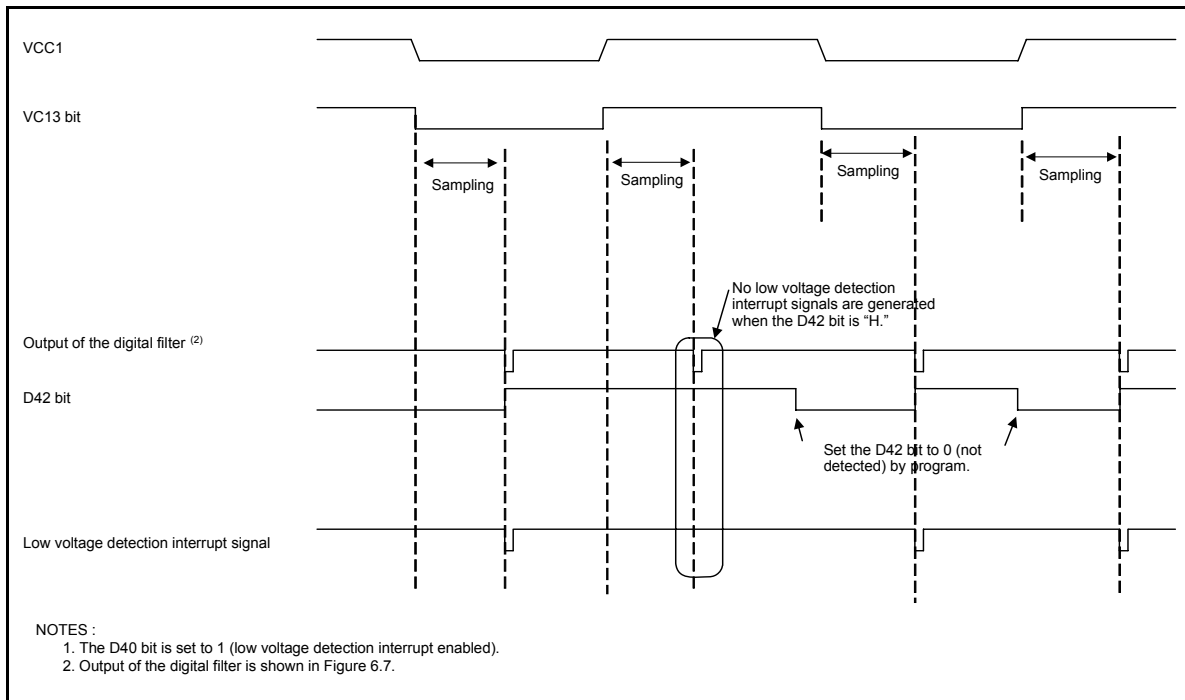 VCC1
VC13 bit
Sampling
Sampling
Sampling
Sampling
No low voltage detection
interrupt signals are generated
when the D42 bit is “H.”
Output of the digital filter (2)
D42 bit
Set the D42 bit to 0 (not
detected) by program.
Low voltage detection interrupt signal
NOTES :
1. The D40 bit is set to 1 (low voltage detection interrupt enabled).
2. Output of the digital filter is shown in Figure 6.7.